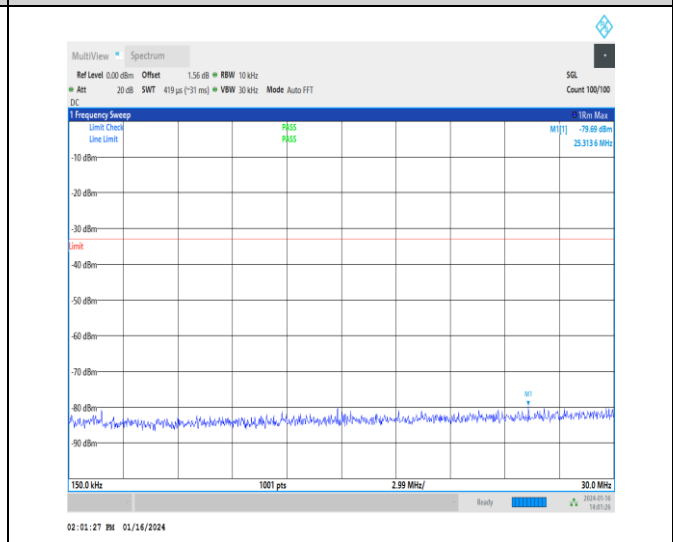 MultiView Spectrum
Ref Level 0.00 dBm Offset 1.56 dB RBW 10 kHz SGL
Att 20 dB SWT 419 µs (~31 ms) VBW 30 kHz Mode Auto FFT Count 100/100
DC
1 Frequency Sweep 1Rm Max
Limit Check PASS M1[1] -79.69 dBm
Line Limit PASS 25.3136 MHz
-10 dBm
-20 dBm
-30 dBm
Limit
-40 dBm
-50 dBm
-60 dBm
-70 dBm
M1
-80 dBm
-90 dBm
150.0 kHz 1001 pts 2.99 MHz/ 30.0 MHz
Ready 2024-01-16
14:01:26
02:01:27 PM 01/16/2024